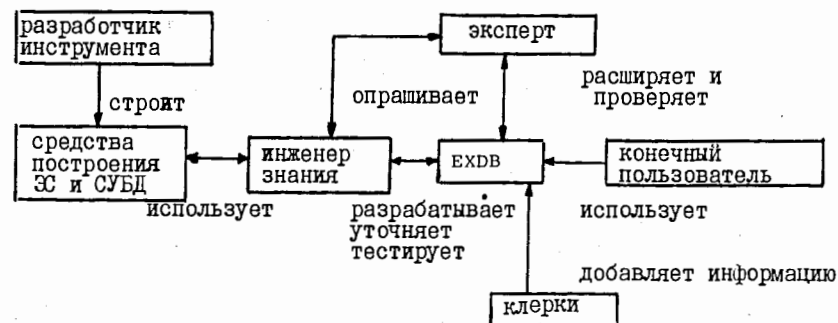 разработчик
инструмента
эксперт
строит
опрашивает
расширяет и
проверяет
средства
построения
ЭС и СУБД
инженер
знания
EXDB
конечный
пользователь
использует
разрабатывает
уточняет
тестирует
использует
добавляет информацию
клерки